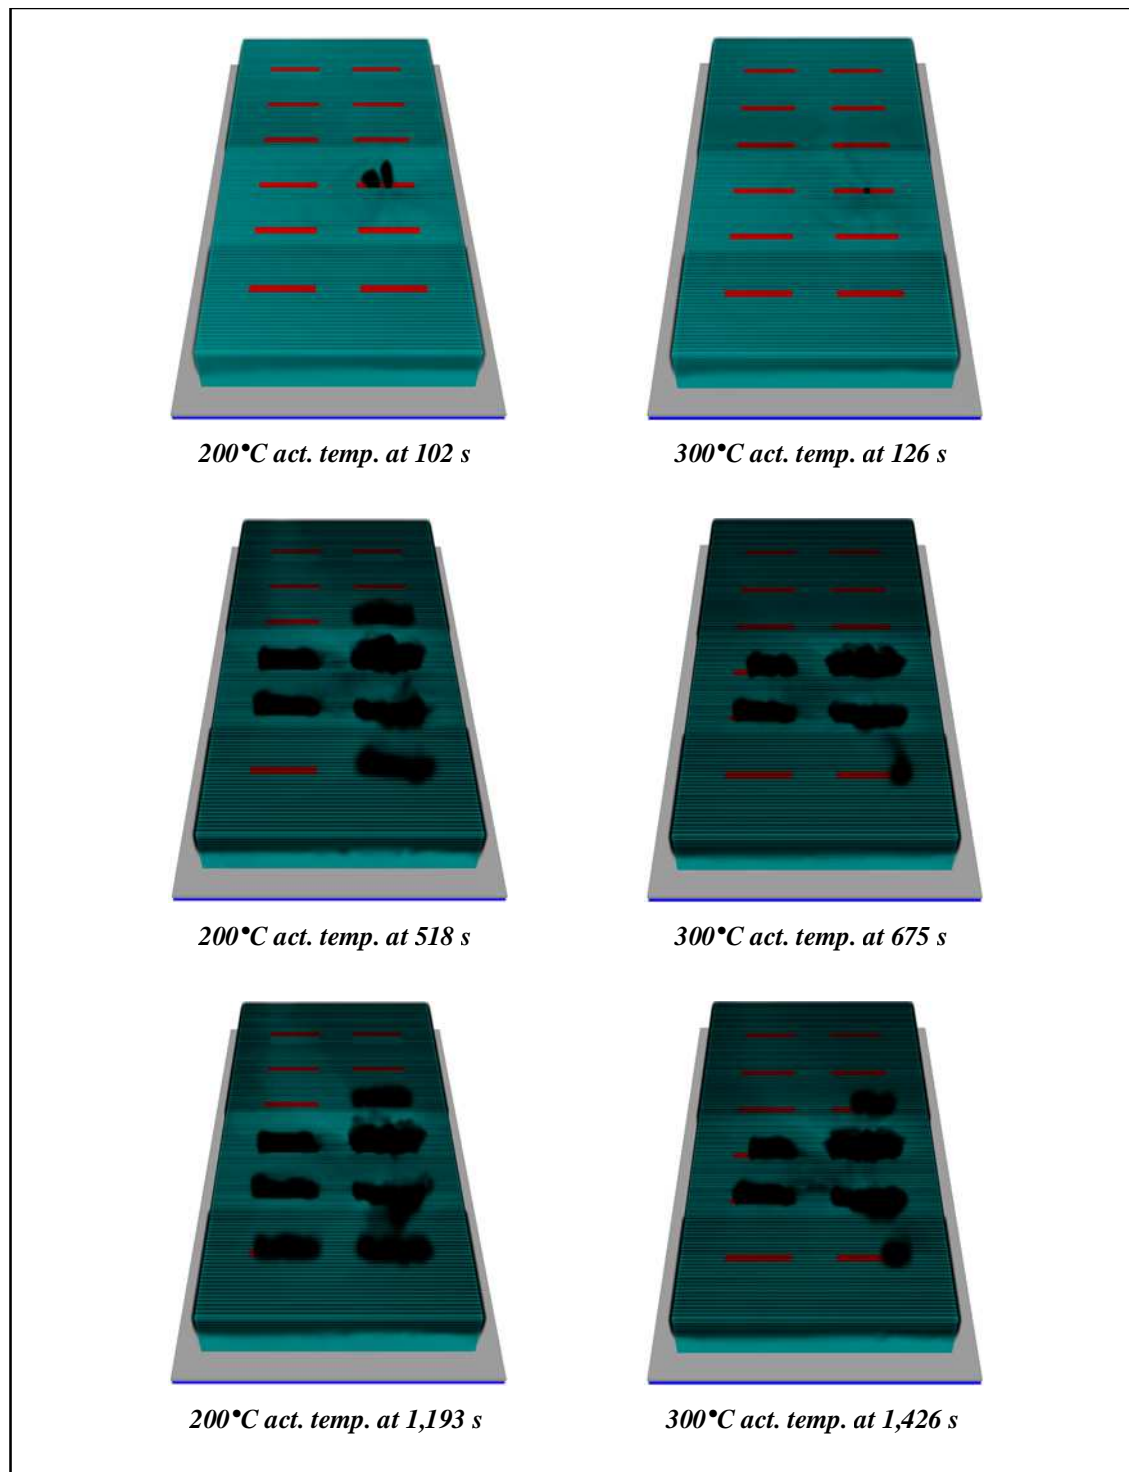 200°C act. temp. at 102 s
300°C act. temp. at 126 s
200°C act. temp. at 518 s
300°C act. temp. at 675 s
200°C act. temp. at 1,193 s
300°C act. temp. at 1,426 s